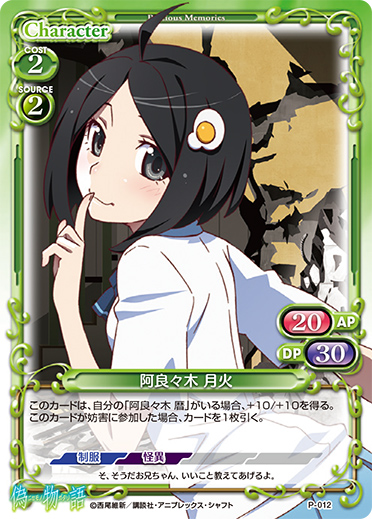 Precious Memories
Character
COST
2
SOURCE
2
20 AP
DP 30
阿良々木 月火
このカードは、自分の「阿良々木 暦」がいる場合、+10/+10を得る。
このカードが妨害に参加した場合、カードを1枚引く。
制服 怪異
そ、そうだお兄ちゃん、いいこと教えてあげるよ。
偽物語
©西尾維新/講談社・アニプレックス・シャフト
P-012